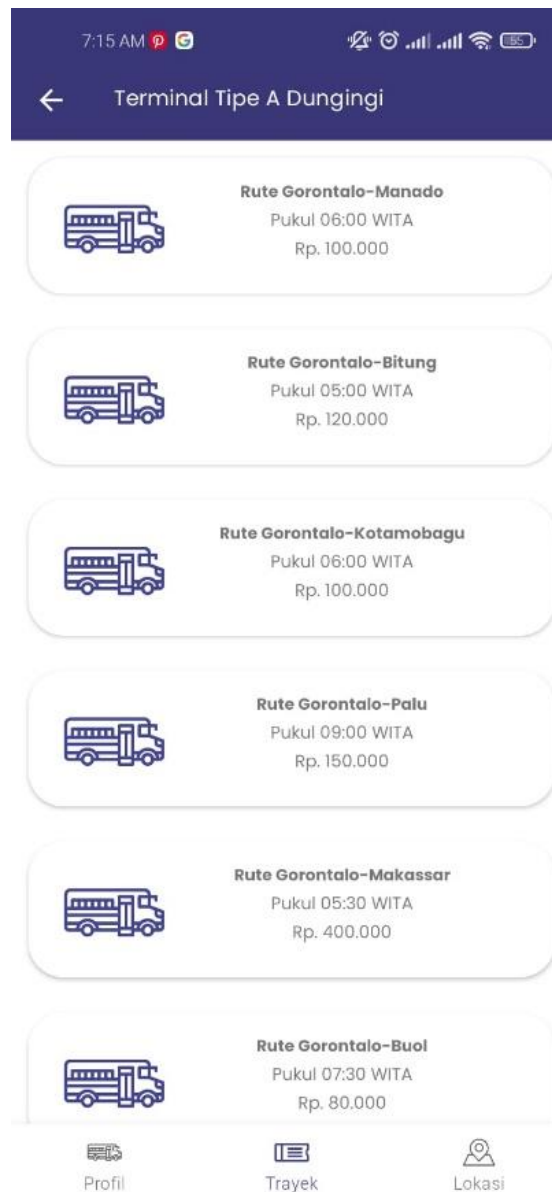 7:15 AM
55
Terminal Tipe A Dungingi
Rute Gorontalo-Manado
Pukul 06:00 WITA
Rp. 100.000
Rute Gorontalo-Bitung
Pukul 05:00 WITA
Rp. 120.000
Rute Gorontalo-Kotamobagu
Pukul 06:00 WITA
Rp. 100.000
Rute Gorontalo-Palu
Pukul 09:00 WITA
Rp. 150.000
Rute Gorontalo-Makassar
Pukul 05:30 WITA
Rp. 400.000
Rute Gorontalo-Buol
Pukul 07:30 WITA
Rp. 80.000
Profil
Trayek
Lokasi